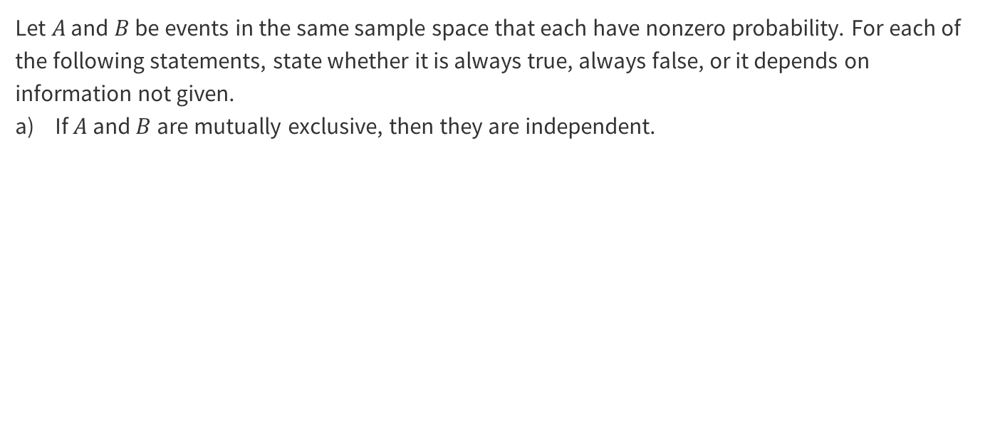 Let A and B be events in the same sample space that each have nonzero probability. For each of
the following statements, state whether it is always true, always false, or it depends on
information not given.
a) If A and B are mutually exclusive, then they are independent.